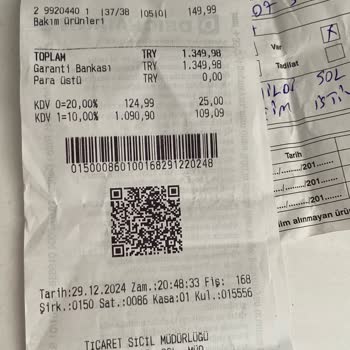 2 9920440 1 |37/38 |05|0| 149,99
Bakım ürünleri
TOPLAM TRY 1.349,98
Garanti Bankası TRY 1.349,98
Para üstü TRY 0,00
KDV 0=20,00% 124,99 25,00
KDV 1=10,00% 1.090,90 109,09
015000860100168291220248
Tarih:29.12.2024 Zam.:20:48:33 Fiş: 168
Şirk.:0150 Sat.:0086 Kasa:01 Kul.:015556
TİCARET SİCİL MÜDÜRLÜĞÜ
Var X
Tadilat
SOL
Tarih
...../...../201.......
...../...../201.......
...../...../201.......
alınmayan ürün